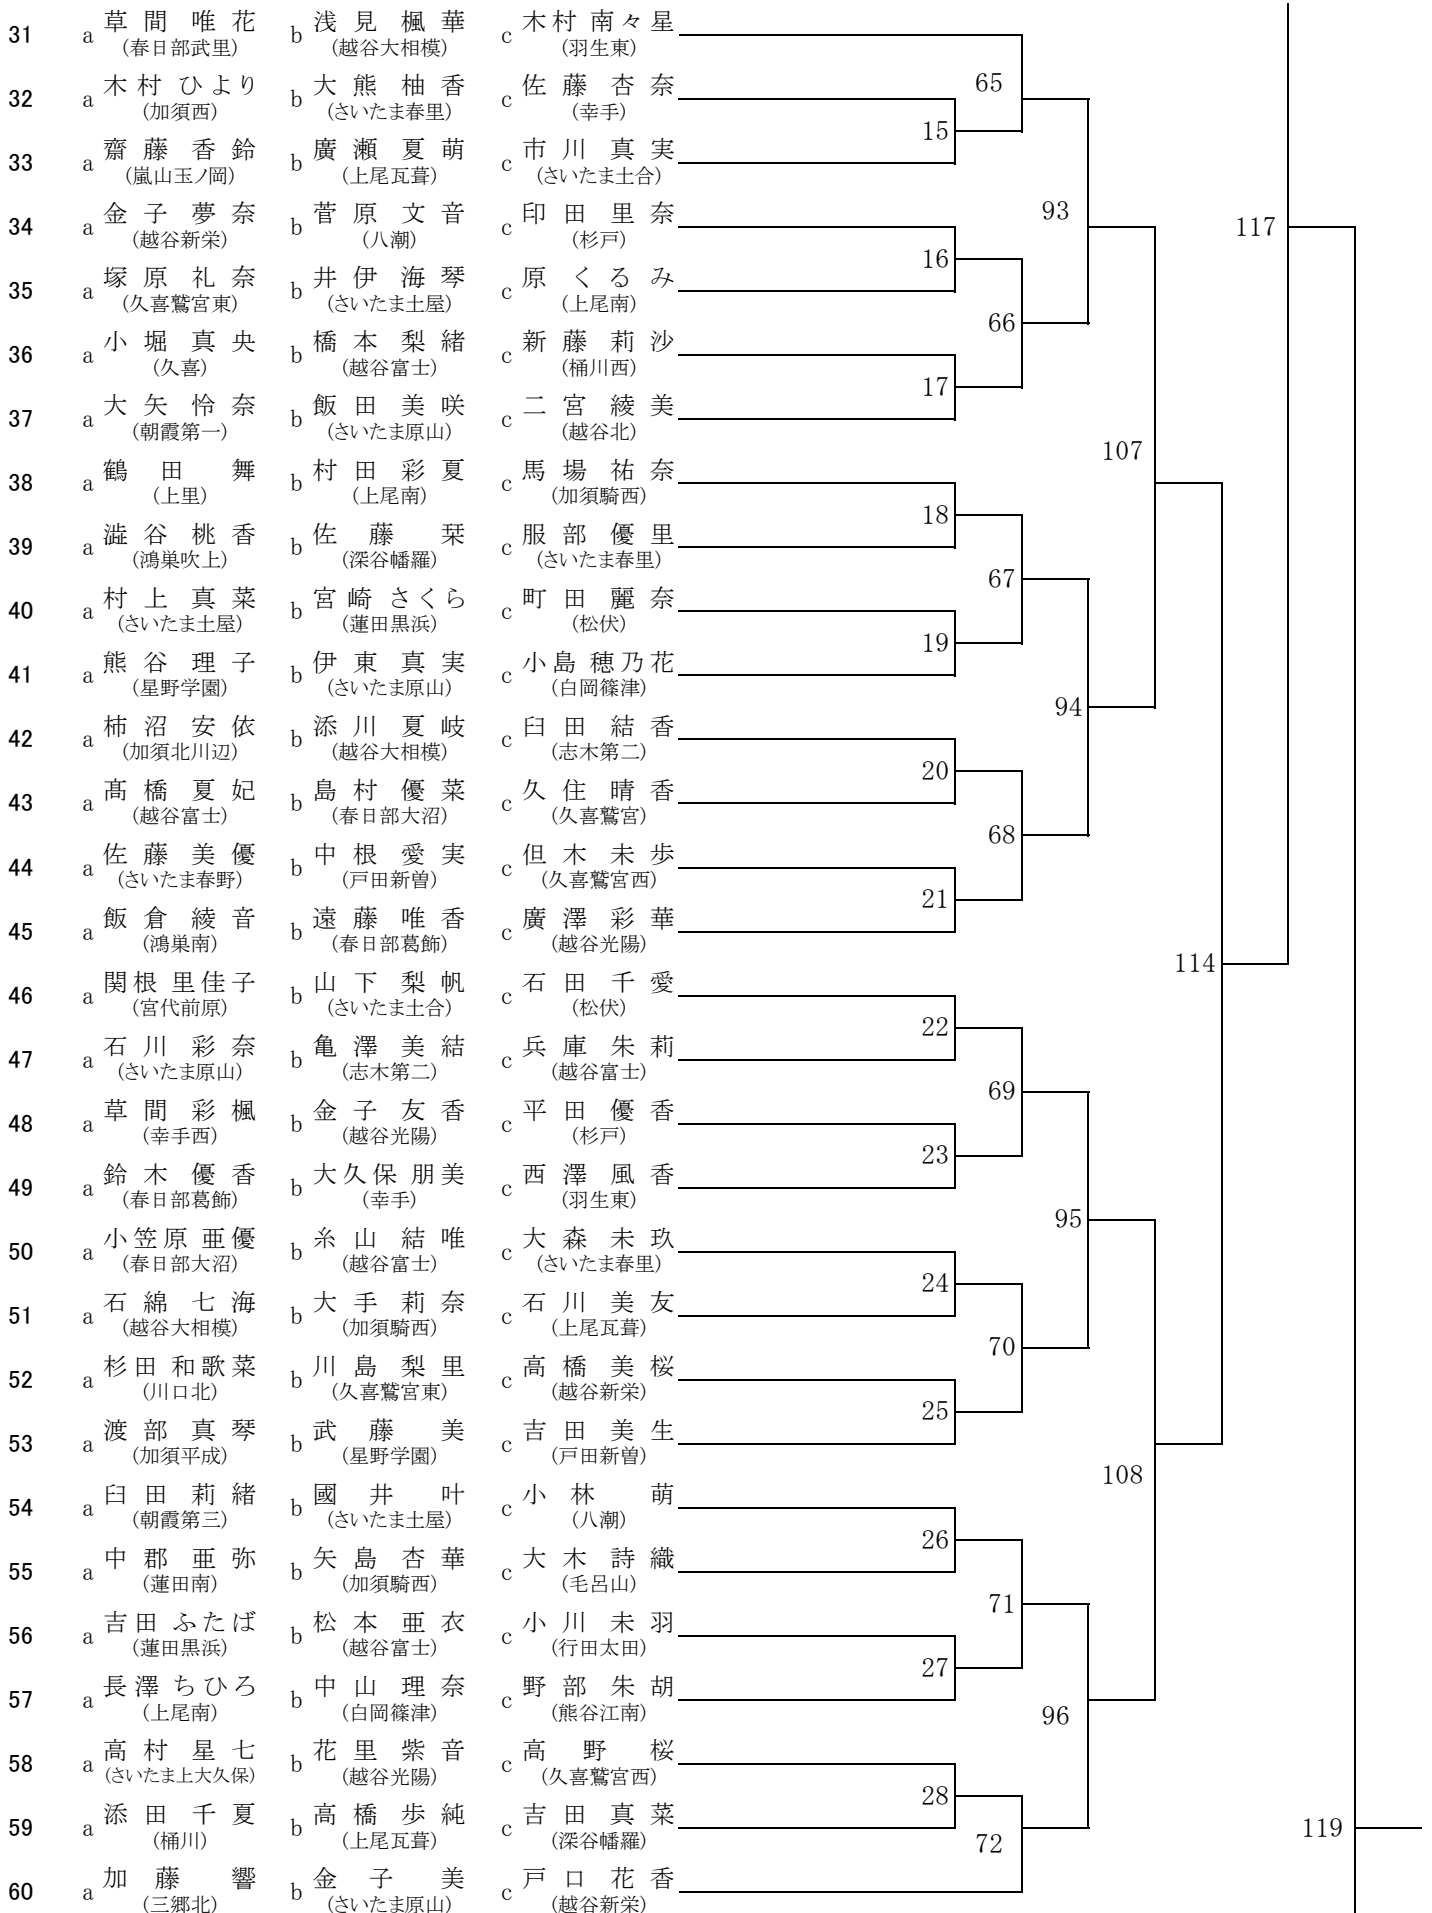 31 a 草間唯花 b 浅見楓華 c 木村南々星
(春日部武里) (越谷大相模) (羽生東)
65
32 a 木村ひより b 大熊柚香 c 佐藤杏奈
(加須西) (さいたま春里) (幸手)
15
33 a 齋藤香鈴 b 廣瀬夏萌 c 市川真実
(嵐山玉ノ岡) (上尾瓦葺) (さいたま土合)
93
34 a 金子夢奈 b 菅原文音 c 印田里奈
(越谷新栄) (八潮) (杉戸)
117
16
35 a 塚原礼奈 b 井伊海琴 c 原くるみ
(久喜鷲宮東) (さいたま土屋) (上尾南)
66
36 a 小堀真央 b 橋本梨緒 c 新藤莉沙
(久喜) (越谷富士) (桶川西)
17
37 a 大矢怜奈 b 飯田美咲 c 二宮綾美
(朝霞第一) (さいたま原山) (越谷北)
107
38 a 鶴田舞 b 村田彩夏 c 馬場祐奈
(上里) (上尾南) (加須騎西)
18
39 a 澁谷桃香 b 佐藤栞 c 服部優里
(鴻巣吹上) (深谷幡羅) (さいたま春里)
67
40 a 村上真菜 b 宮崎さくら c 町田麗奈
(さいたま土屋) (蓮田黒浜) (松伏)
19
41 a 熊谷理子 b 伊東真実 c 小島穂乃花
(星野学園) (さいたま原山) (白岡篠津)
94
42 a 柿沼安依 b 添川夏岐 c 臼田結香
(加須北川辺) (越谷大相模) (志木第二)
20
43 a 髙橋夏妃 b 島村優菜 c 久住晴香
(越谷富士) (春日部大沼) (久喜鷲宮)
68
44 a 佐藤美優 b 中根愛実 c 但木未歩
(さいたま春野) (戸田新曽) (久喜鷲宮西)
21
45 a 飯倉綾音 b 遠藤唯香 c 廣澤彩華
(鴻巣南) (春日部葛飾) (越谷光陽)
114
46 a 関根里佳子 b 山下梨帆 c 石田千愛
(宮代前原) (さいたま土合) (松伏)
22
47 a 石川彩奈 b 亀澤美結 c 兵庫朱莉
(さいたま原山) (志木第二) (越谷富士)
69
48 a 草間彩楓 b 金子友香 c 平田優香
(幸手西) (越谷光陽) (杉戸)
23
49 a 鈴木優香 b 大久保朋美 c 西澤風香
(春日部葛飾) (幸手) (羽生東)
95
50 a 小笠原亜優 b 糸山結唯 c 大森未玖
(春日部大沼) (越谷富士) (さいたま春里)
24
51 a 石綿七海 b 大手莉奈 c 石川美友
(越谷大相模) (加須騎西) (上尾瓦葺)
70
52 a 杉田和歌菜 b 川島梨里 c 高橋美桜
(川口北) (久喜鷲宮東) (越谷新栄)
25
53 a 渡部真琴 b 武藤美 c 吉田美生
(加須平成) (星野学園) (戸田新曽)
108
54 a 臼田莉緒 b 國井叶 c 小林萌
(朝霞第三) (さいたま土屋) (八潮)
26
55 a 中郡亜弥 b 矢島杏華 c 大木詩織
(蓮田南) (加須騎西) (毛呂山)
71
56 a 吉田ふたば b 松本亜衣 c 小川未羽
(蓮田黒浜) (越谷富士) (行田太田)
27
57 a 長澤ちひろ b 中山理奈 c 野部朱胡
(上尾南) (白岡篠津) (熊谷江南)
96
58 a 高村星七 b 花里紫音 c 高野桜
(さいたま上大久保) (越谷光陽) (久喜鷲宮西)
28
59 a 添田千夏 b 高橋歩純 c 吉田真菜
(桶川) (上尾瓦葺) (深谷幡羅)
119
72
60 a 加藤響 b 金子美 c 戸口花香
(三郷北) (さいたま原山) (越谷新栄)